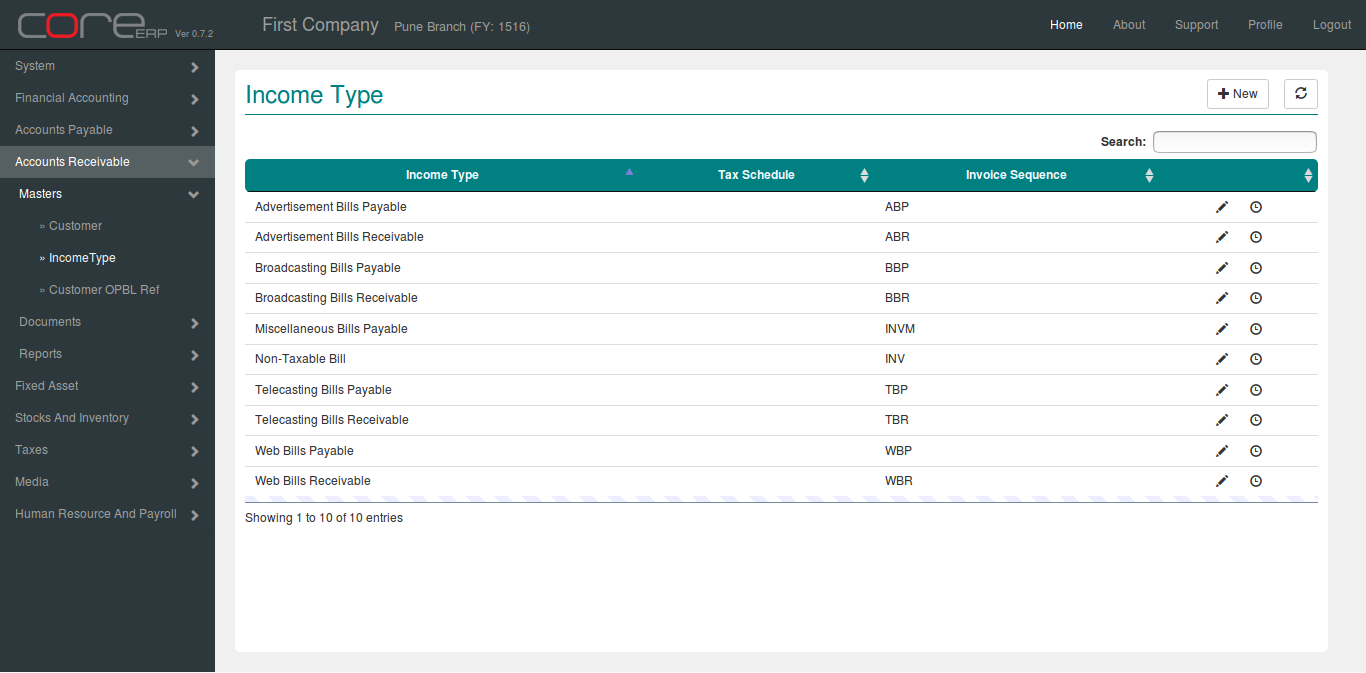 core ERP Ver 0.7.2 First Company Pune Branch (FY: 1516) Home About Support Profile Logout
System
Financial Accounting
Accounts Payable
Accounts Receivable
Masters
» Customer
» IncomeType
» Customer OPBL Ref
Documents
Reports
Fixed Asset
Stocks And Inventory
Taxes
Media
Human Resource And Payroll
Income Type New
Search:
Income Type Tax Schedule Invoice Sequence
Advertisement Bills Payable ABP
Advertisement Bills Receivable ABR
Broadcasting Bills Payable BBP
Broadcasting Bills Receivable BBR
Miscellaneous Bills Payable INVM
Non-Taxable Bill INV
Telecasting Bills Payable TBP
Telecasting Bills Receivable TBR
Web Bills Payable WBP
Web Bills Receivable WBR
Showing 1 to 10 of 10 entries